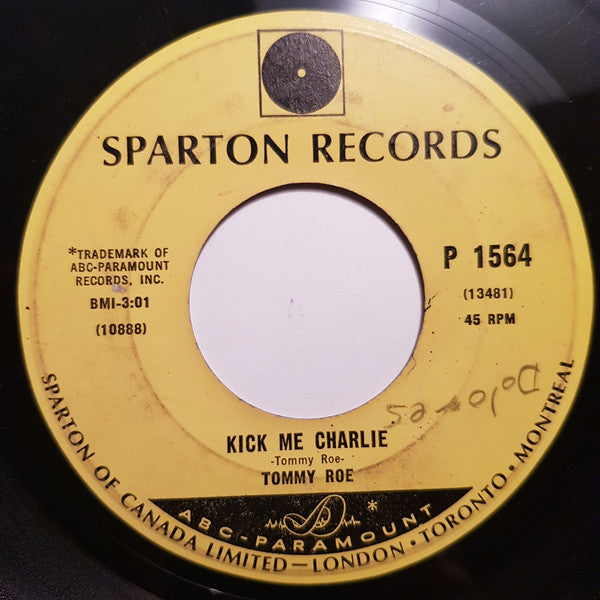 SPARTON RECORDS
*TRADEMARK OF
ABC-PARAMOUNT
RECORDS, INC.
BMI-3:01
(10888)
P 1564
(13481)
45 RPM
Dolores
KICK ME CHARLIE
-Tommy Roe-
TOMMY ROE
ABC-PARAMOUNT*
SPARTON OF CANADA LIMITED—LONDON•TORONTO•MONTREAL